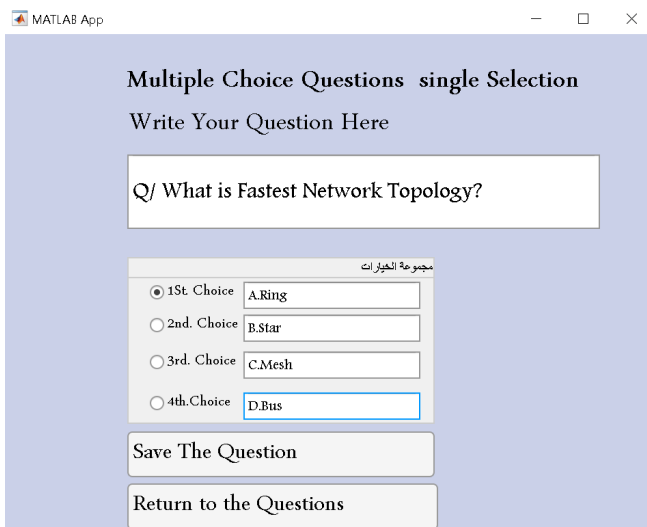 MATLAB App
Multiple Choice Questions single Selection
Write Your Question Here
Q/ What is Fastest Network Topology?
مجموعة الخيارات
1St. Choice A.Ring
2nd. Choice B.Star
3rd. Choice C.Mesh
4th.Choice D.Bus
Save The Question
Return to the Questions